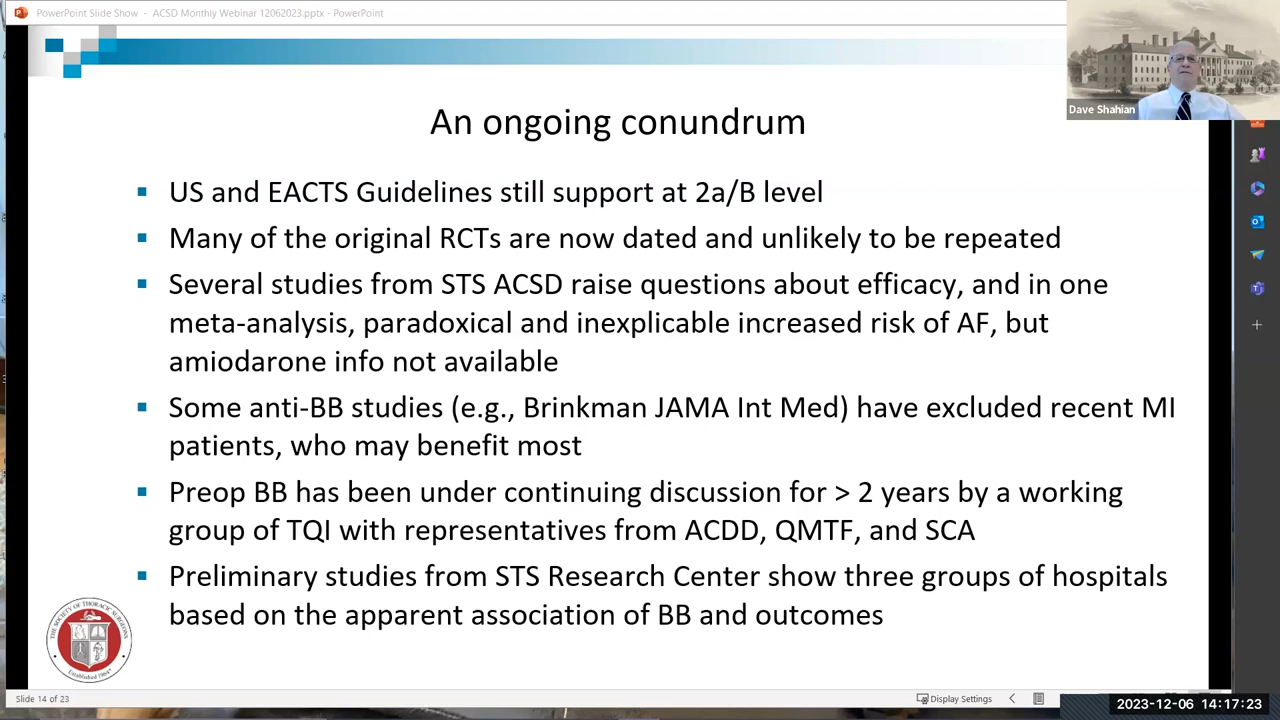 PowerPoint Slide Show - ACSD Monthly Webinar 12062023.pptx - PowerPoint
Dave Shahian
An ongoing conundrum
US and EACTS Guidelines still support at 2a/B level
Many of the original RCTs are now dated and unlikely to be repeated
Several studies from STS ACSD raise questions about efficacy, and in one
meta-analysis, paradoxical and inexplicable increased risk of AF, but
amiodarone info not available
Some anti-BB studies (e.g., Brinkman JAMA Int Med) have excluded recent MI
patients, who may benefit most
Preop BB has been under continuing discussion for > 2 years by a working
group of TQI with representatives from ACDD, QMTF, and SCA
Preliminary studies from STS Research Center show three groups of hospitals
based on the apparent association of BB and outcomes
THE SOCIETY OF THORACIC SURGEONS
Established 1964
Slide 14 of 23
Display Settings
2023-12-06 14:17:23